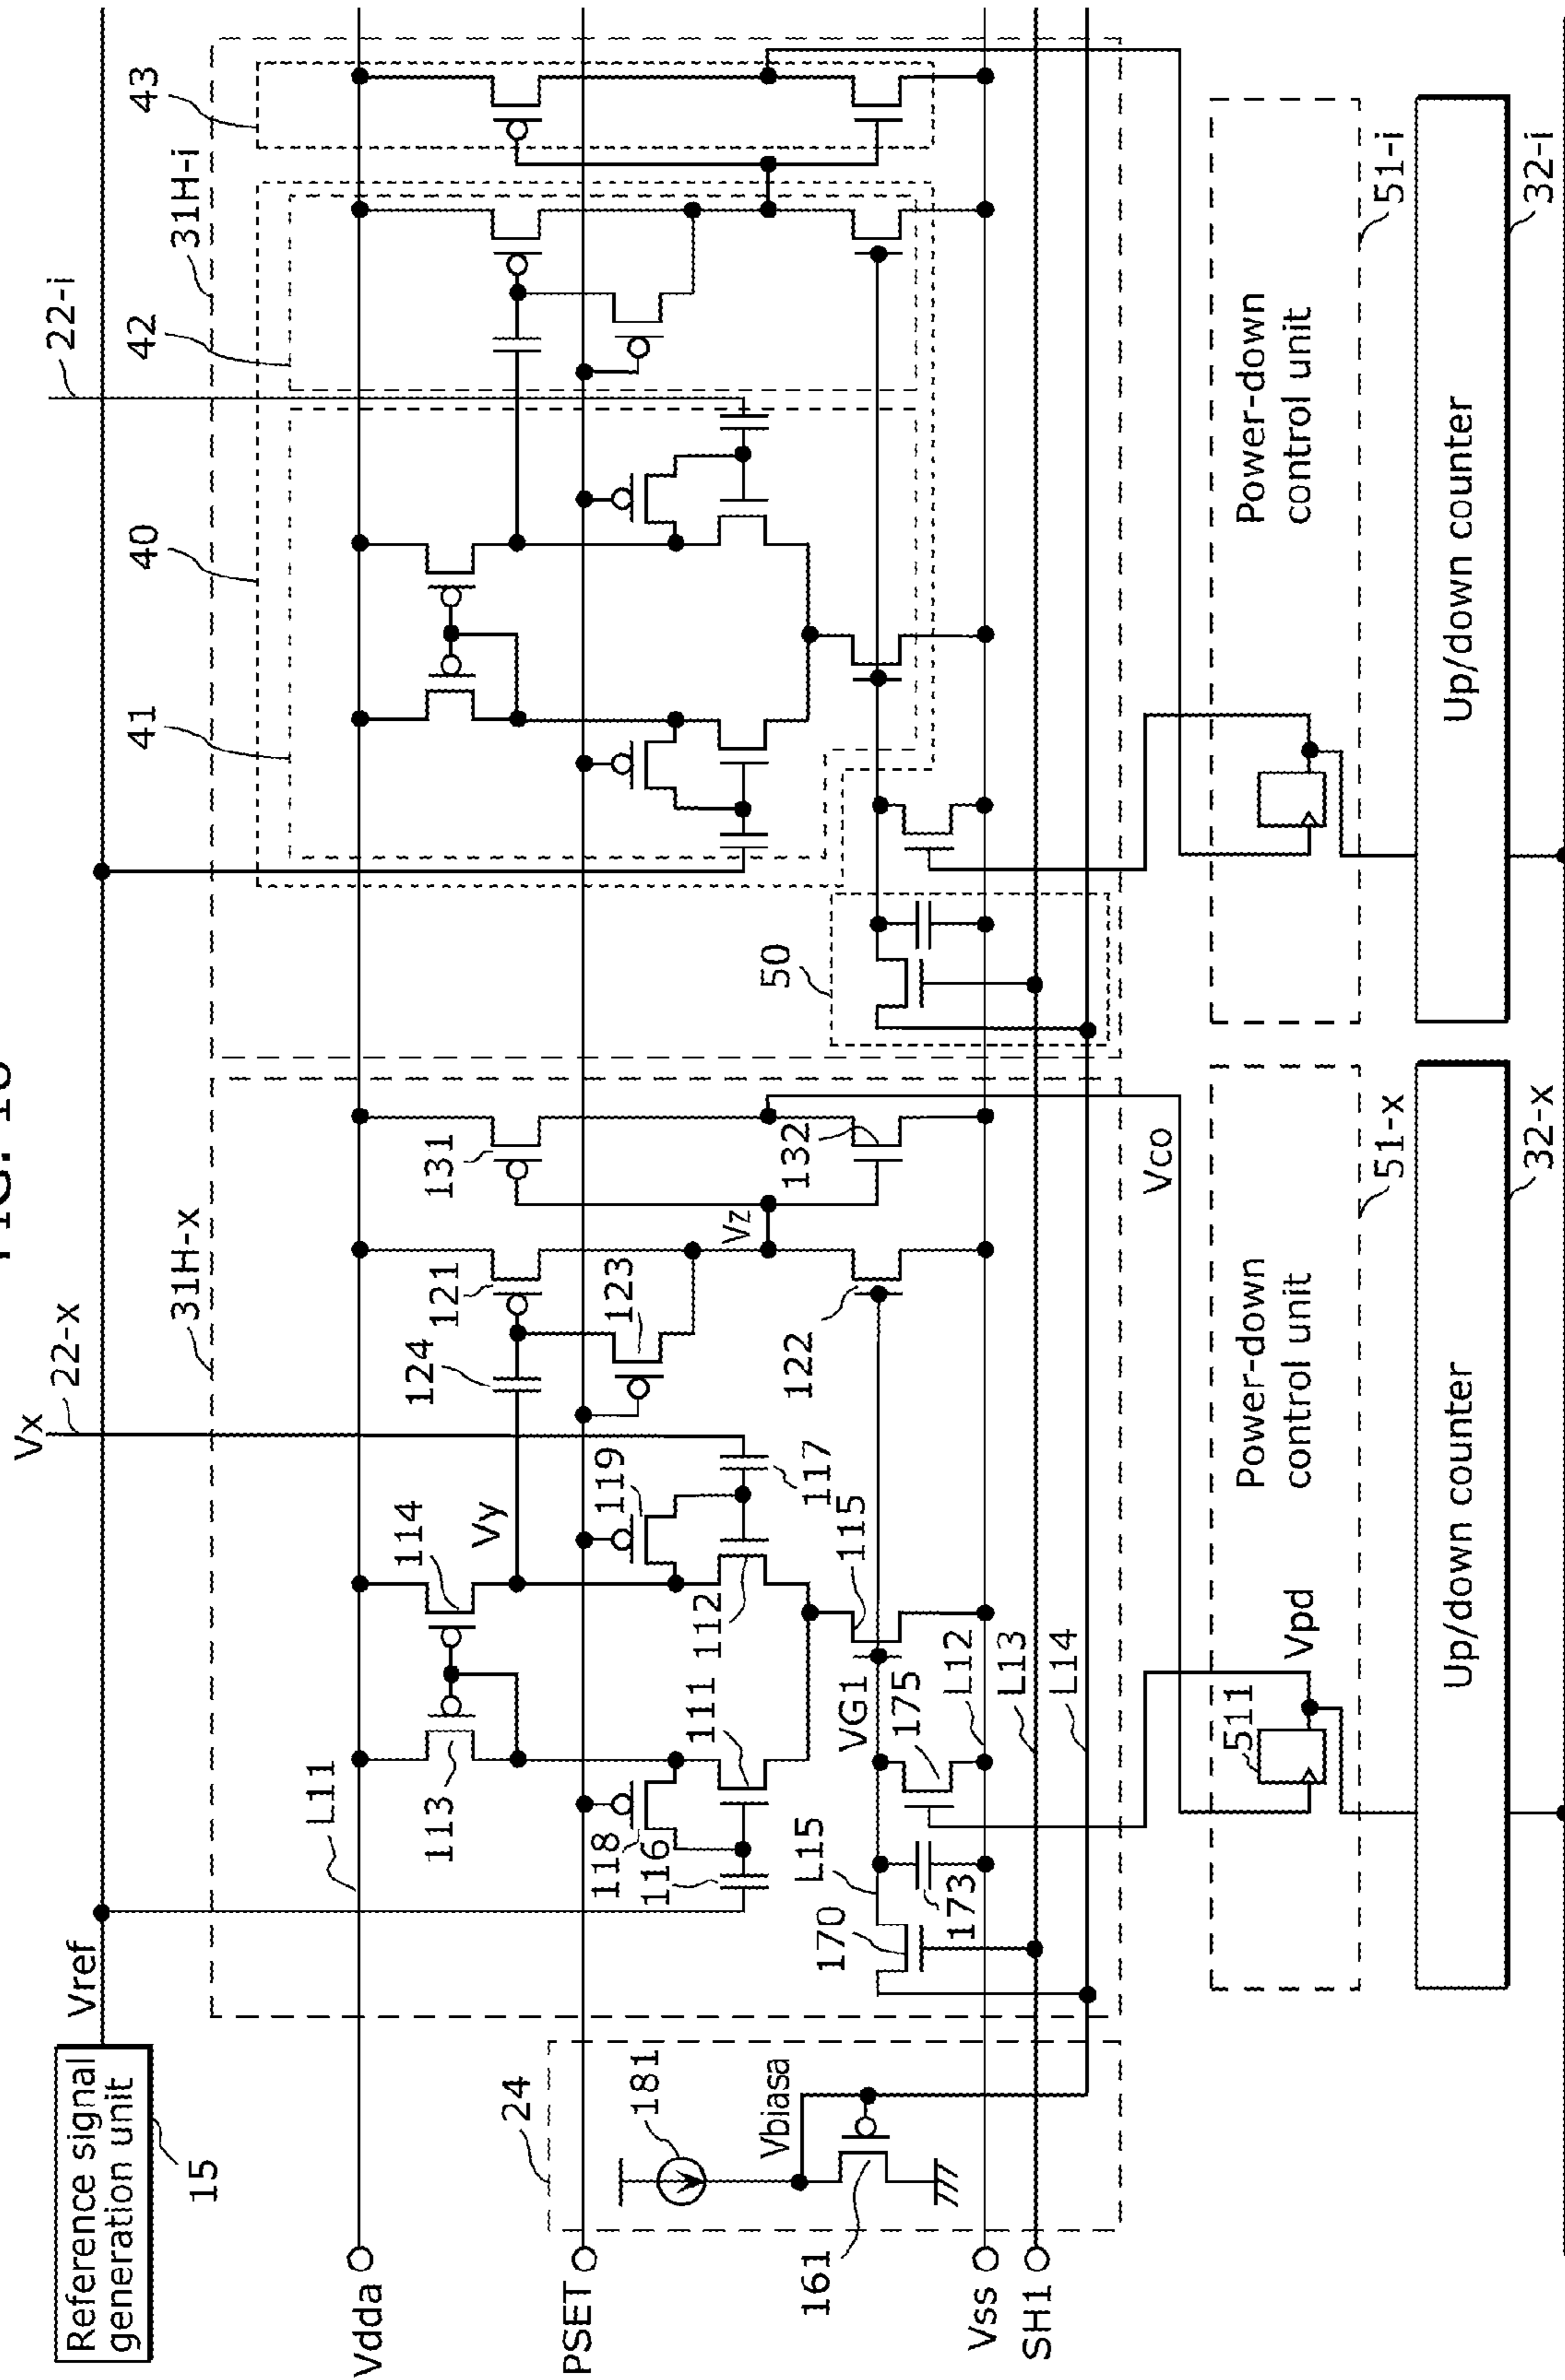 Reference signal
generation unit
15
Vref
Vx
22-x
22-i
31H-x
31H-i
Vdda
L11
113
114
Vy
124
121
131
40
41
42
43
PSET
118
116
119
123
111
112
117
Vz
24
181
Vbiasa
161
170
L15
173
VG1
175
115
122
132
50
Vss
SH1
L12
L13
L14
Vco
511
Vpd
Power-down
control unit
51-x
Power-down
control unit
51-i
Up/down counter
32-x
Up/down counter
32-i